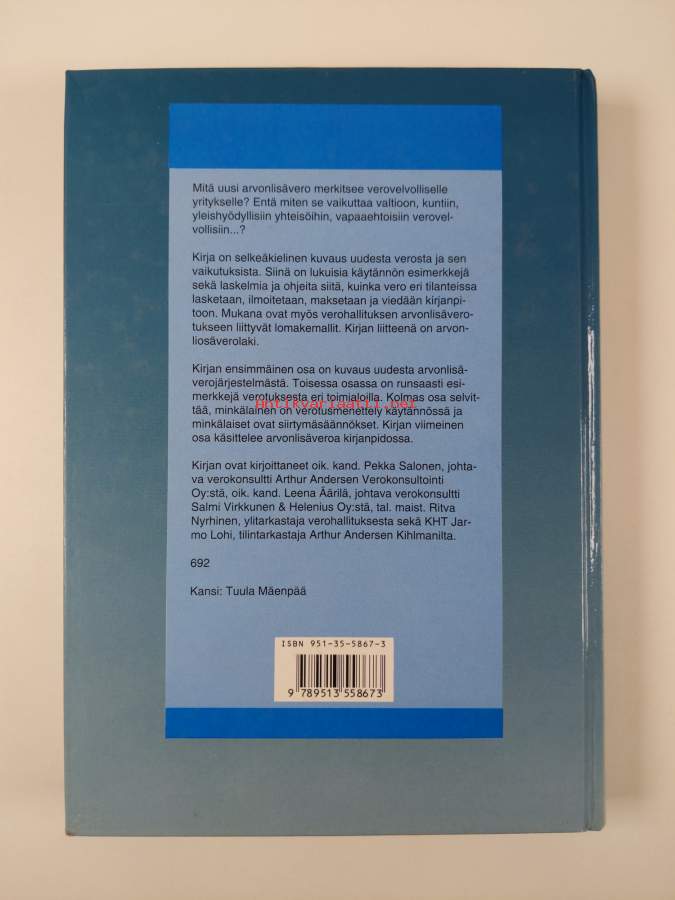 Mitä uusi arvonlisävero merkitsee verovelvolliselle
yritykselle? Entä miten se vaikuttaa valtioon, kuntiin,
yleishyödyllisiin yhteisöihin, vapaaehtoisiin verovel-
vollisiin...?
Kirja on selkeäkielinen kuvaus uudesta verosta ja sen
vaikutuksista. Siinä on lukuisia käytännön esimerkkejä
sekä laskelmia ja ohjeita siitä, kuinka vero eri tilanteissa
lasketaan, ilmoitetaan, maksetaan ja viedään kirjanpi-
toon. Mukana ovat myös verohallituksen arvonlisävero-
tukseen liittyvät lomakemallit. Kirjan liitteenä on arvon-
liosäverolaki.
Kirjan ensimmäinen osa on kuvaus uudesta arvonlisä-
verojärjestelmästä. Toisessa osassa on runsaasti esi-
merkkejä verotuksesta eri toimialoilla. Kolmas osa selvit-
tää, minkälainen on verotusmenettely käytännössä ja
minkälaiset ovat siirtymäsäännökset. Kirjan viimeinen
osa käsittelee arvonlisäveroa kirjanpidossa.
Antikvariaatti.net
Kirjan ovat kirjoittaneet oik. kand. Pekka Salonen, johta-
va verokonsultti Arthur Andersen Verokonsultointi
Oy:stä, oik. kand. Leena Äärilä, johtava verokonsultti
Salmi Virkkunen & Helenius Oy:stä, tal. maist. Ritva
Nyrhinen, ylitarkastaja verohallituksesta sekä KHT Jar-
mo Lohi, tilintarkastaja Arthur Andersen Kihlmanilta.
692
Kansi: Tuula Mäenpää
ISBN 951-35-5867-3
9 789513 558673